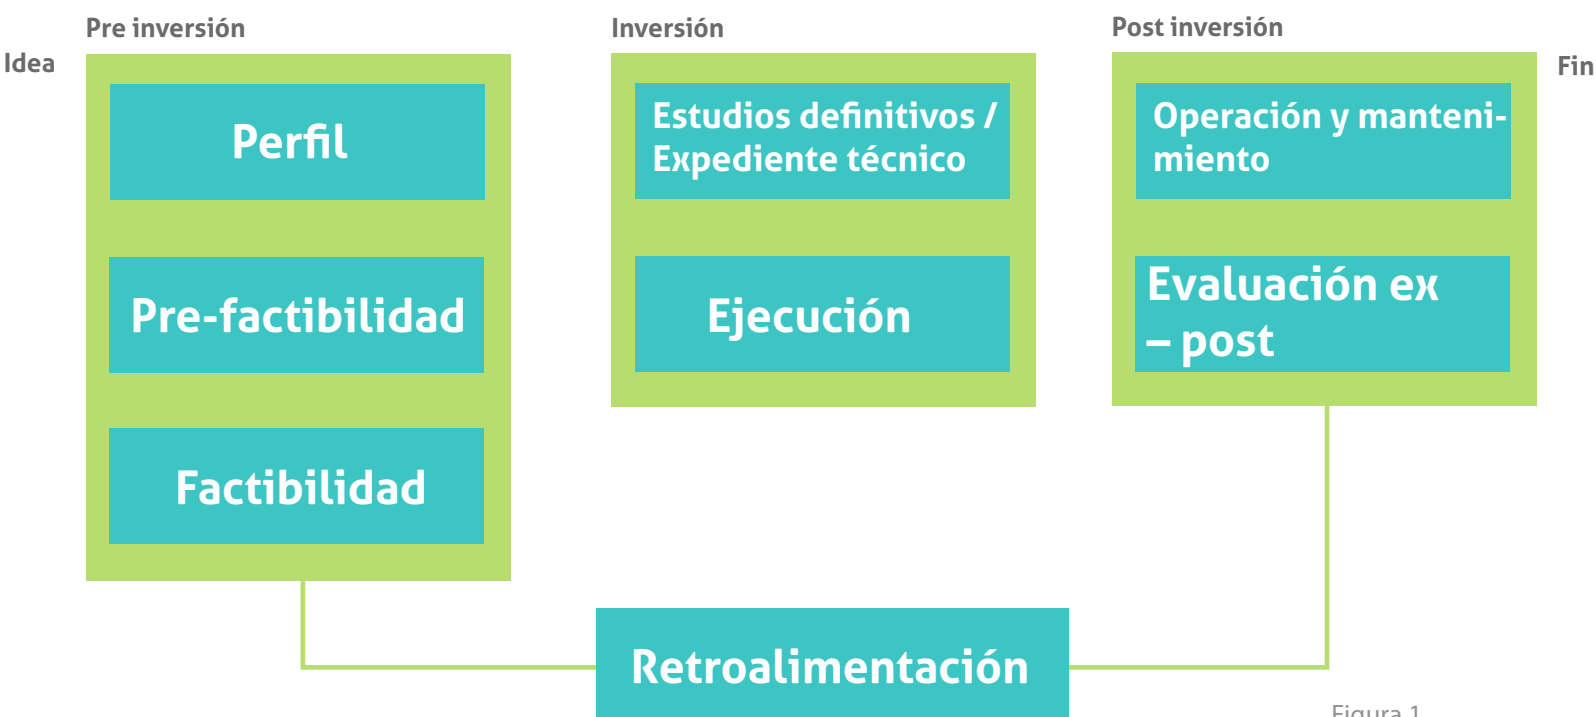 Idea
Pre inversión
Perfil
Pre-factibilidad
Factibilidad
Inversión
Estudios definitivos /
Expediente técnico
Ejecución
Post inversión
Operación y manteni-
miento
Evaluación ex
– post
Fin
Retroalimentación
Figura 1